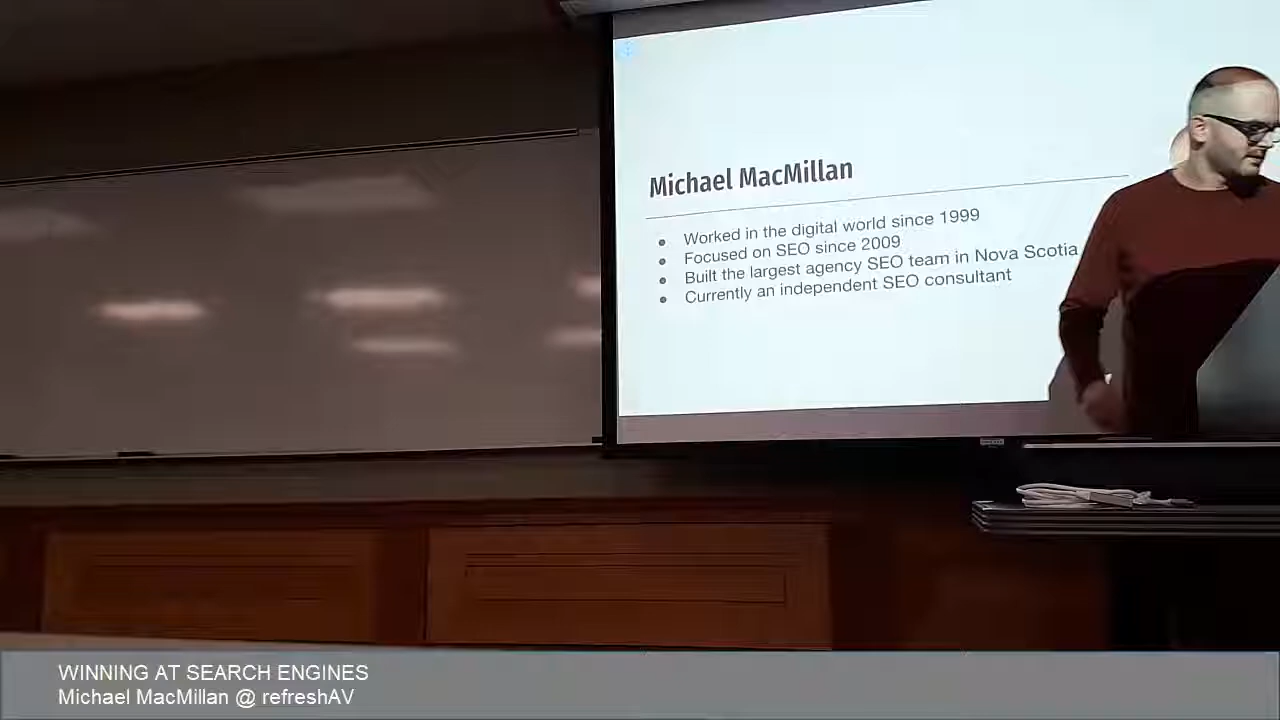 Michael MacMillan
● Worked in the digital world since 1999
● Focused on SEO since 2009
● Built the largest agency SEO team in Nova Scotia
● Currently an independent SEO consultant
WINNING AT SEARCH ENGINES
Michael MacMillan @ refreshAV